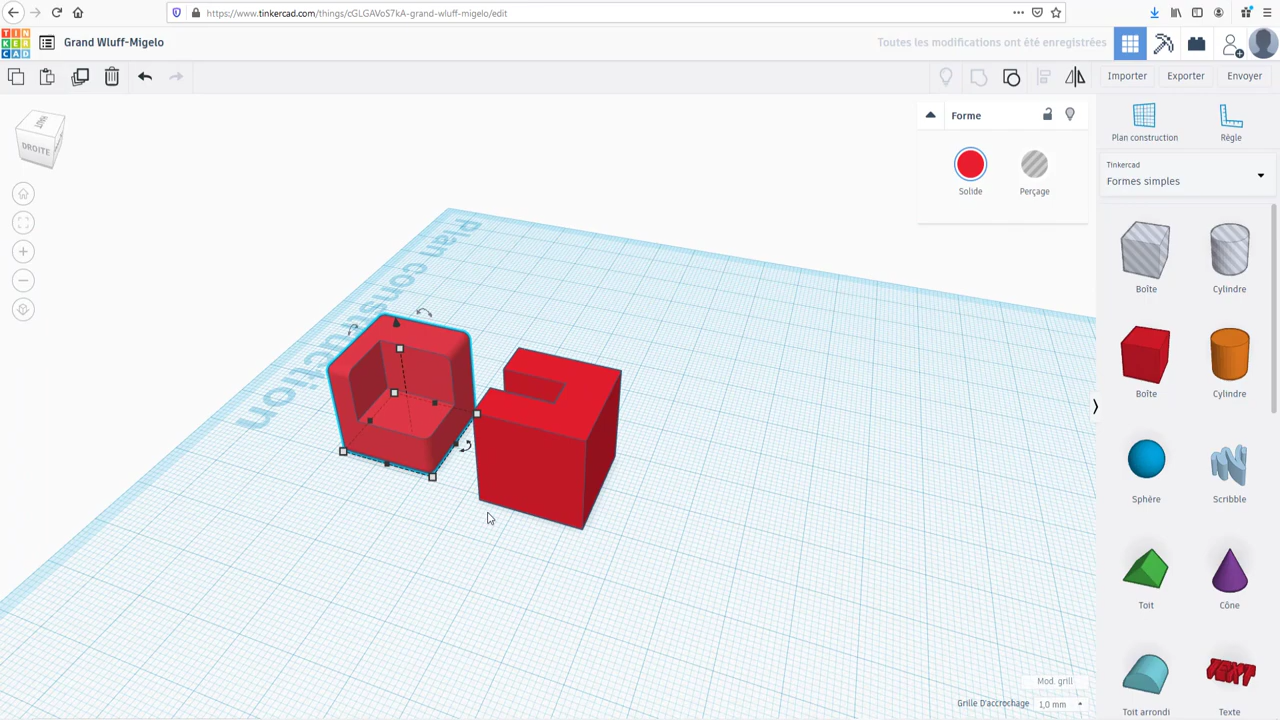 https://www.tinkercad.com/things/cGLGAVoS7kA-grand-wluff-migelo/edit
TIN
KER
CAD
Grand Wluff-Migelo
Toutes les modifications ont été enregistrées
Importer
Exporter
Envoyer
HAUT
DROITE
Forme
Solide
Perçage
Plan construction
Règle
Tinkercad
Formes simples
Boîte
Cylindre
Boîte
Cylindre
Sphère
Scribble
Toit
Cône
TEXT
Toit arrondi
Texte
Plan construction
Mod. grill
Grille D'accrochage
1,0 mm